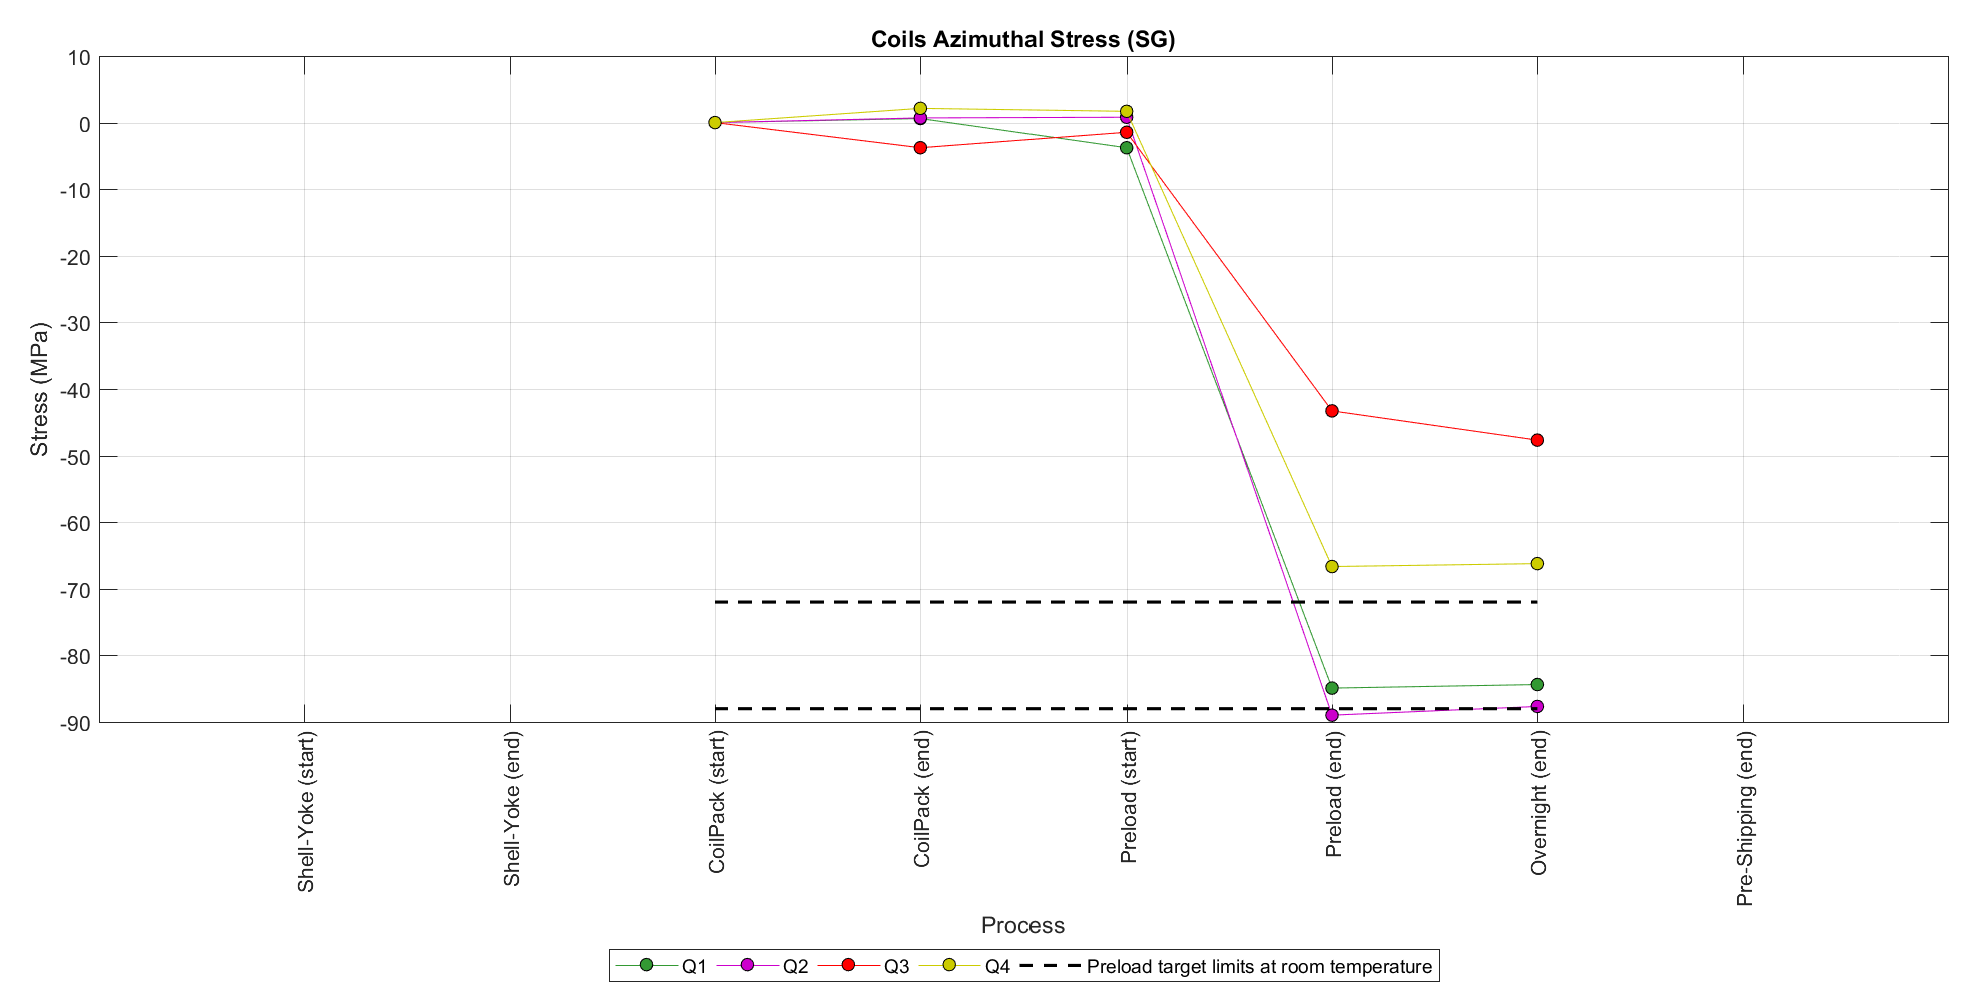 Coils Azimuthal Stress (SG)
10
0
-10
-20
-30
-40
-50
-60
-70
-80
-90
Stress (MPa)
Shell-Yoke (start)
Shell-Yoke (end)
CoilPack (start)
CoilPack (end)
Preload (start)
Preload (end)
Overnight (end)
Pre-Shipping (end)
Process
Q1 Q2 Q3 Q4 Preload target limits at room temperature